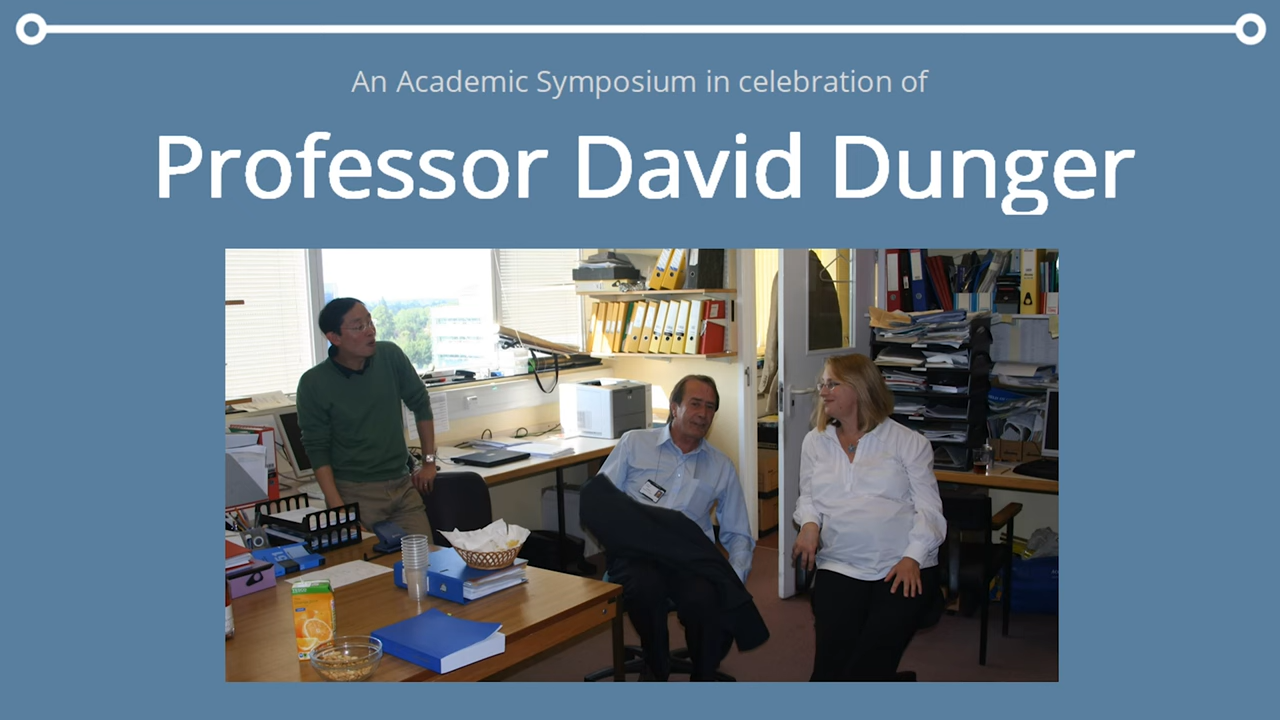 An Academic Symposium in celebration of
Professor David Dunger